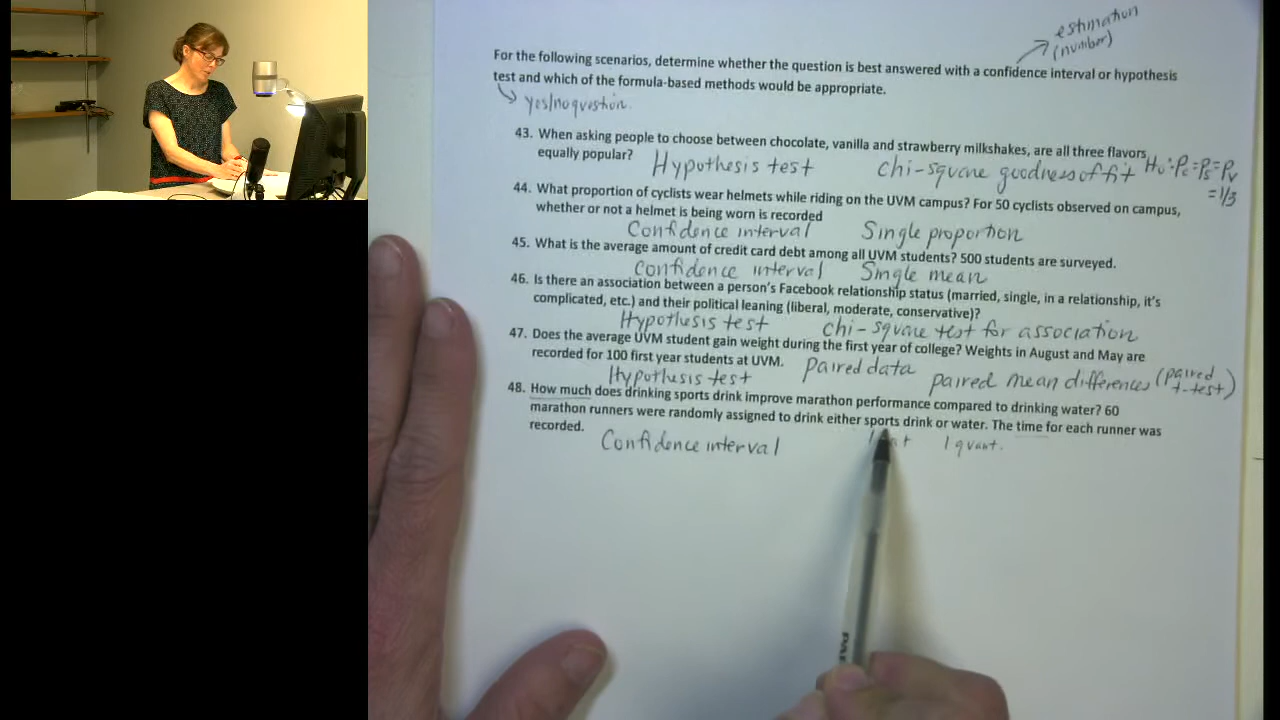 estimation
(number)
For the following scenarios, determine whether the question is best answered with a confidence interval or hypothesis
test and which of the formula-based methods would be appropriate.
yes/no question.
43. When asking people to choose between chocolate, vanilla and strawberry milkshakes, are all three flavors
equally popular? Hypothesis test chi-square goodness of fit H₀: Pc = Ps = Pv
= 1/3
44. What proportion of cyclists wear helmets while riding on the UVM campus? For 50 cyclists observed on campus,
whether or not a helmet is being worn is recorded
Confidence interval Single proportion
45. What is the average amount of credit card debt among all UVM students? 500 students are surveyed.
Confidence interval Single mean
46. Is there an association between a person's Facebook relationship status (married, single, in a relationship, it's
complicated, etc.) and their political leaning (liberal, moderate, conservative)?
Hypothesis test chi-square test for association
47. Does the average UVM student gain weight during the first year of college? Weights in August and May are
recorded for 100 first year students at UVM. paired data
Hypothesis test paired mean differences (paired
t-test)
48. How much does drinking sports drink improve marathon performance compared to drinking water? 60
marathon runners were randomly assigned to drink either sports drink or water. The time for each runner was
recorded. Confidence interval 1 1 quant.